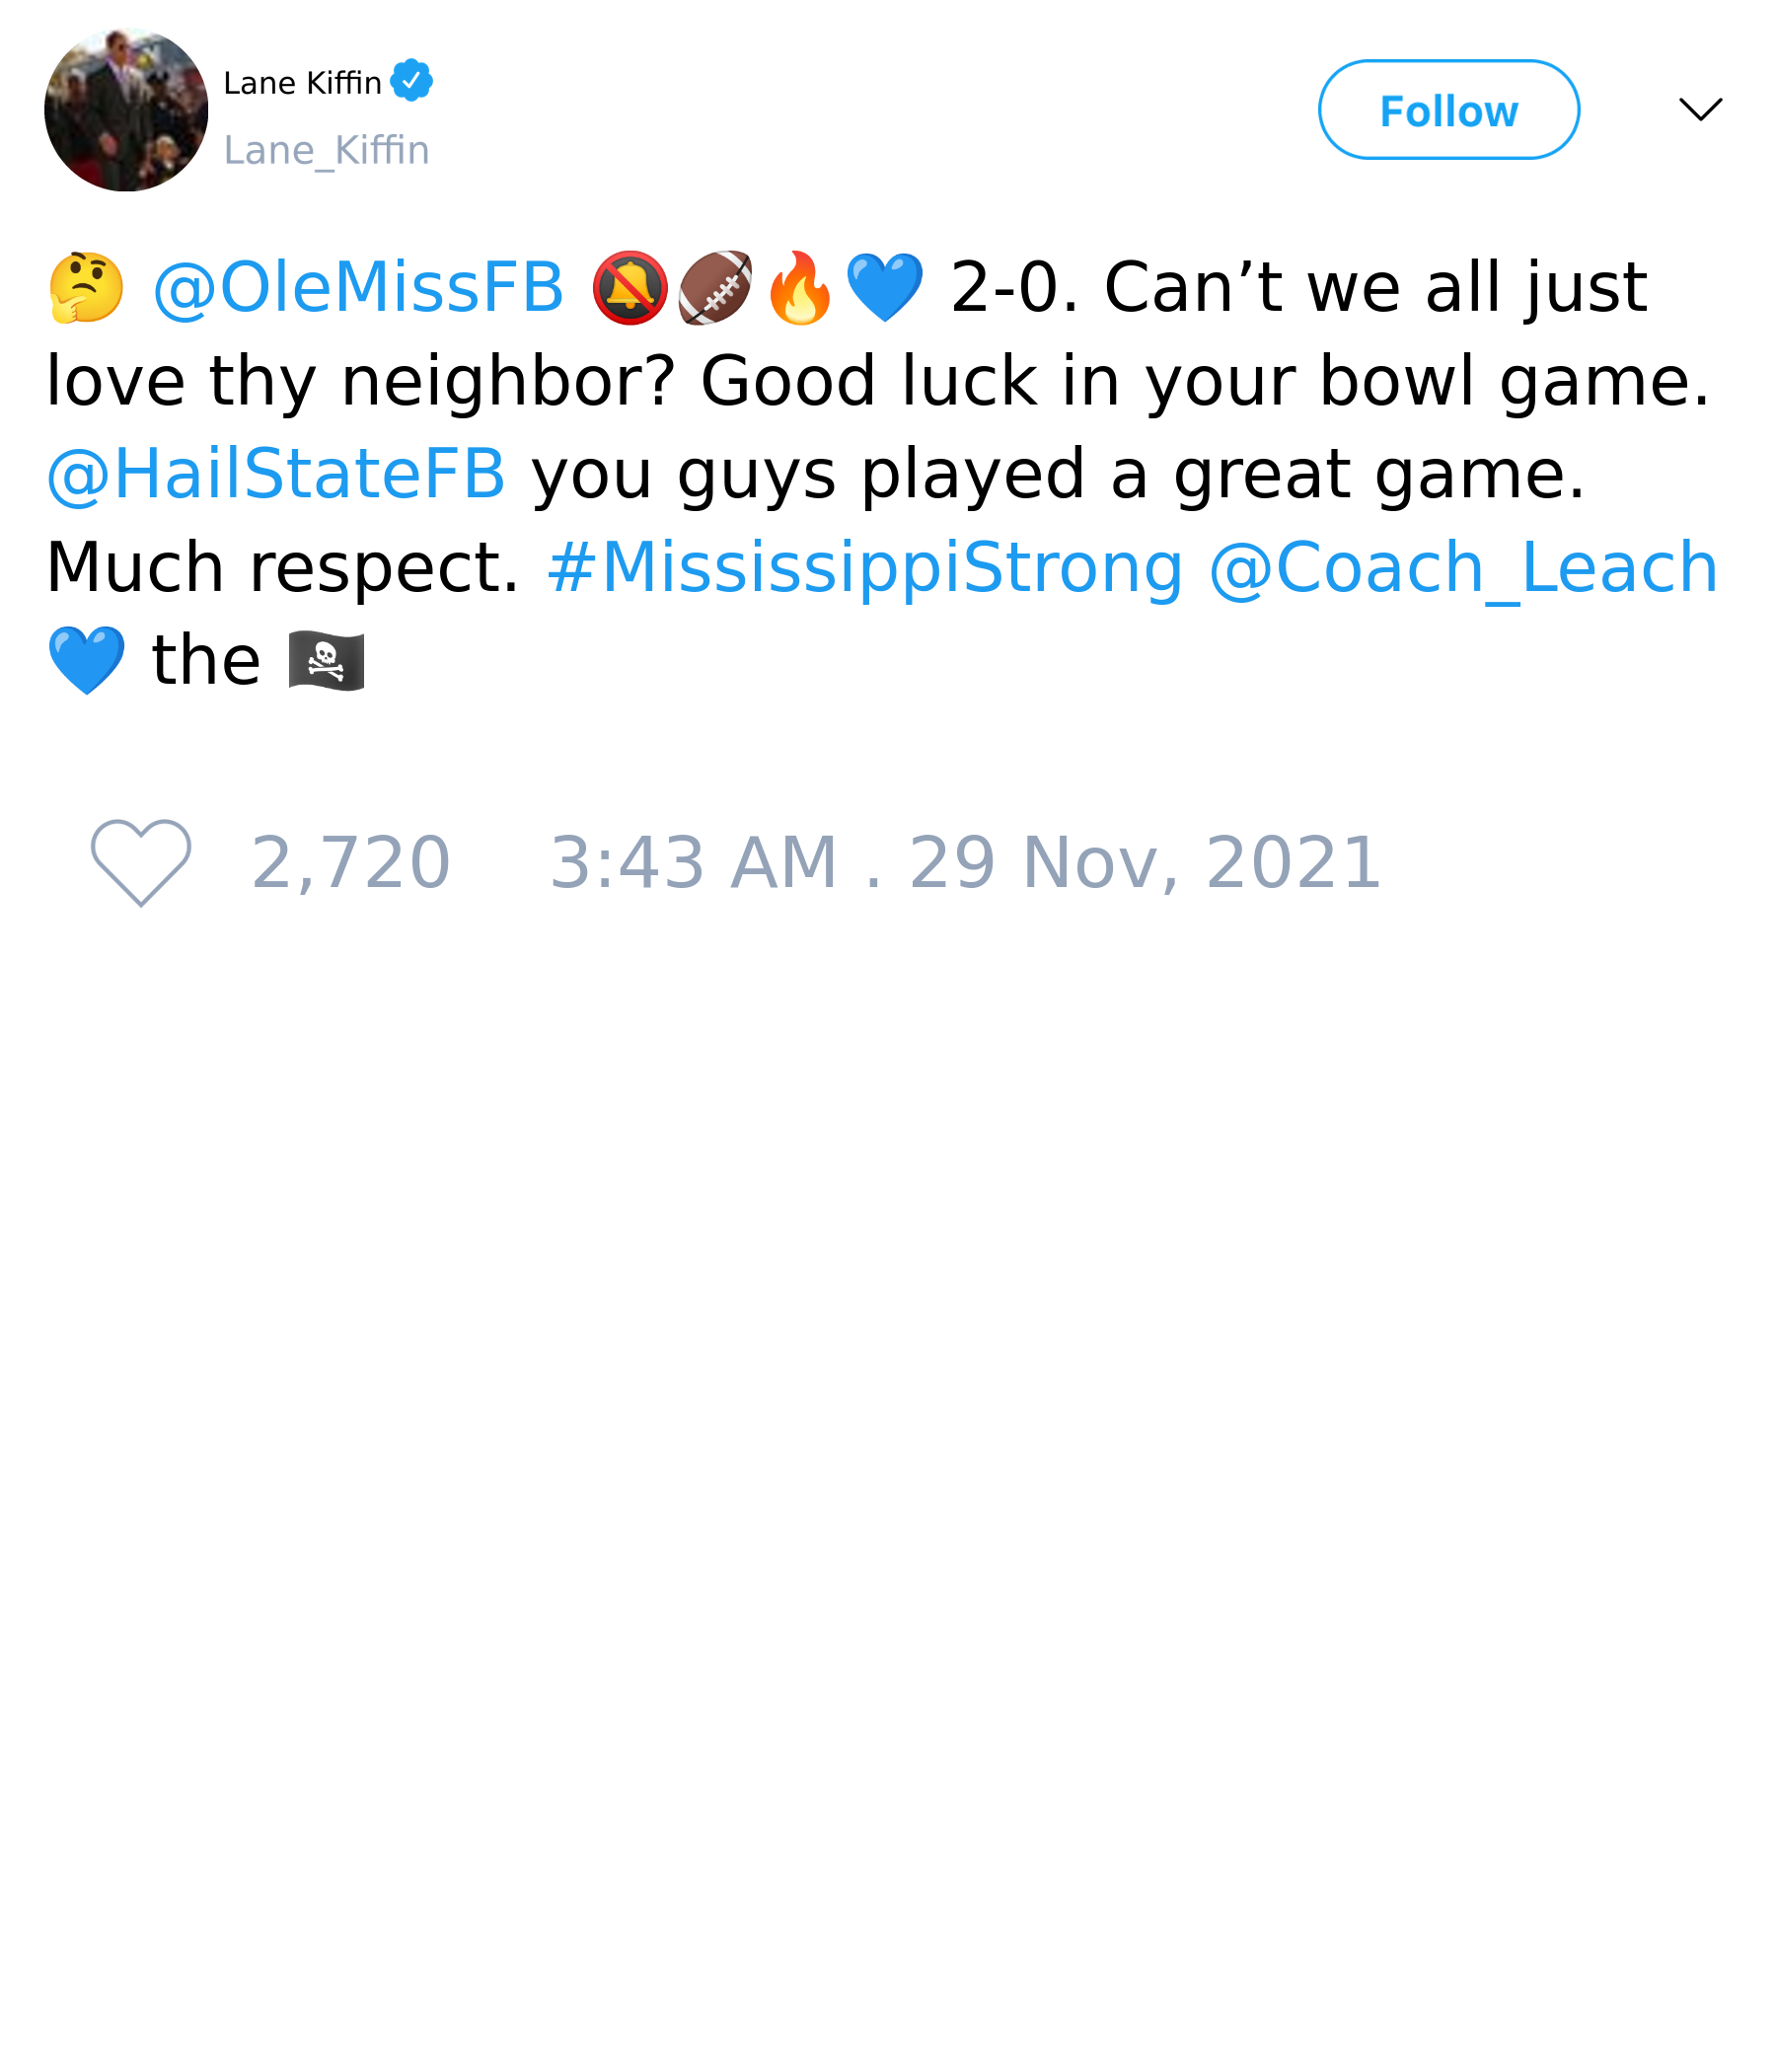 Lane Kiffin
Lane_Kiffin
Follow
🤔 @OleMissFB 🔕🏈🔥💙 2-0. Can’t we all just
love thy neighbor? Good luck in your bowl game.
@HailStateFB you guys played a great game.
Much respect. #MississippiStrong @Coach_Leach
💙 the 🏴‍☠️
2,720 3:43 AM . 29 Nov, 2021